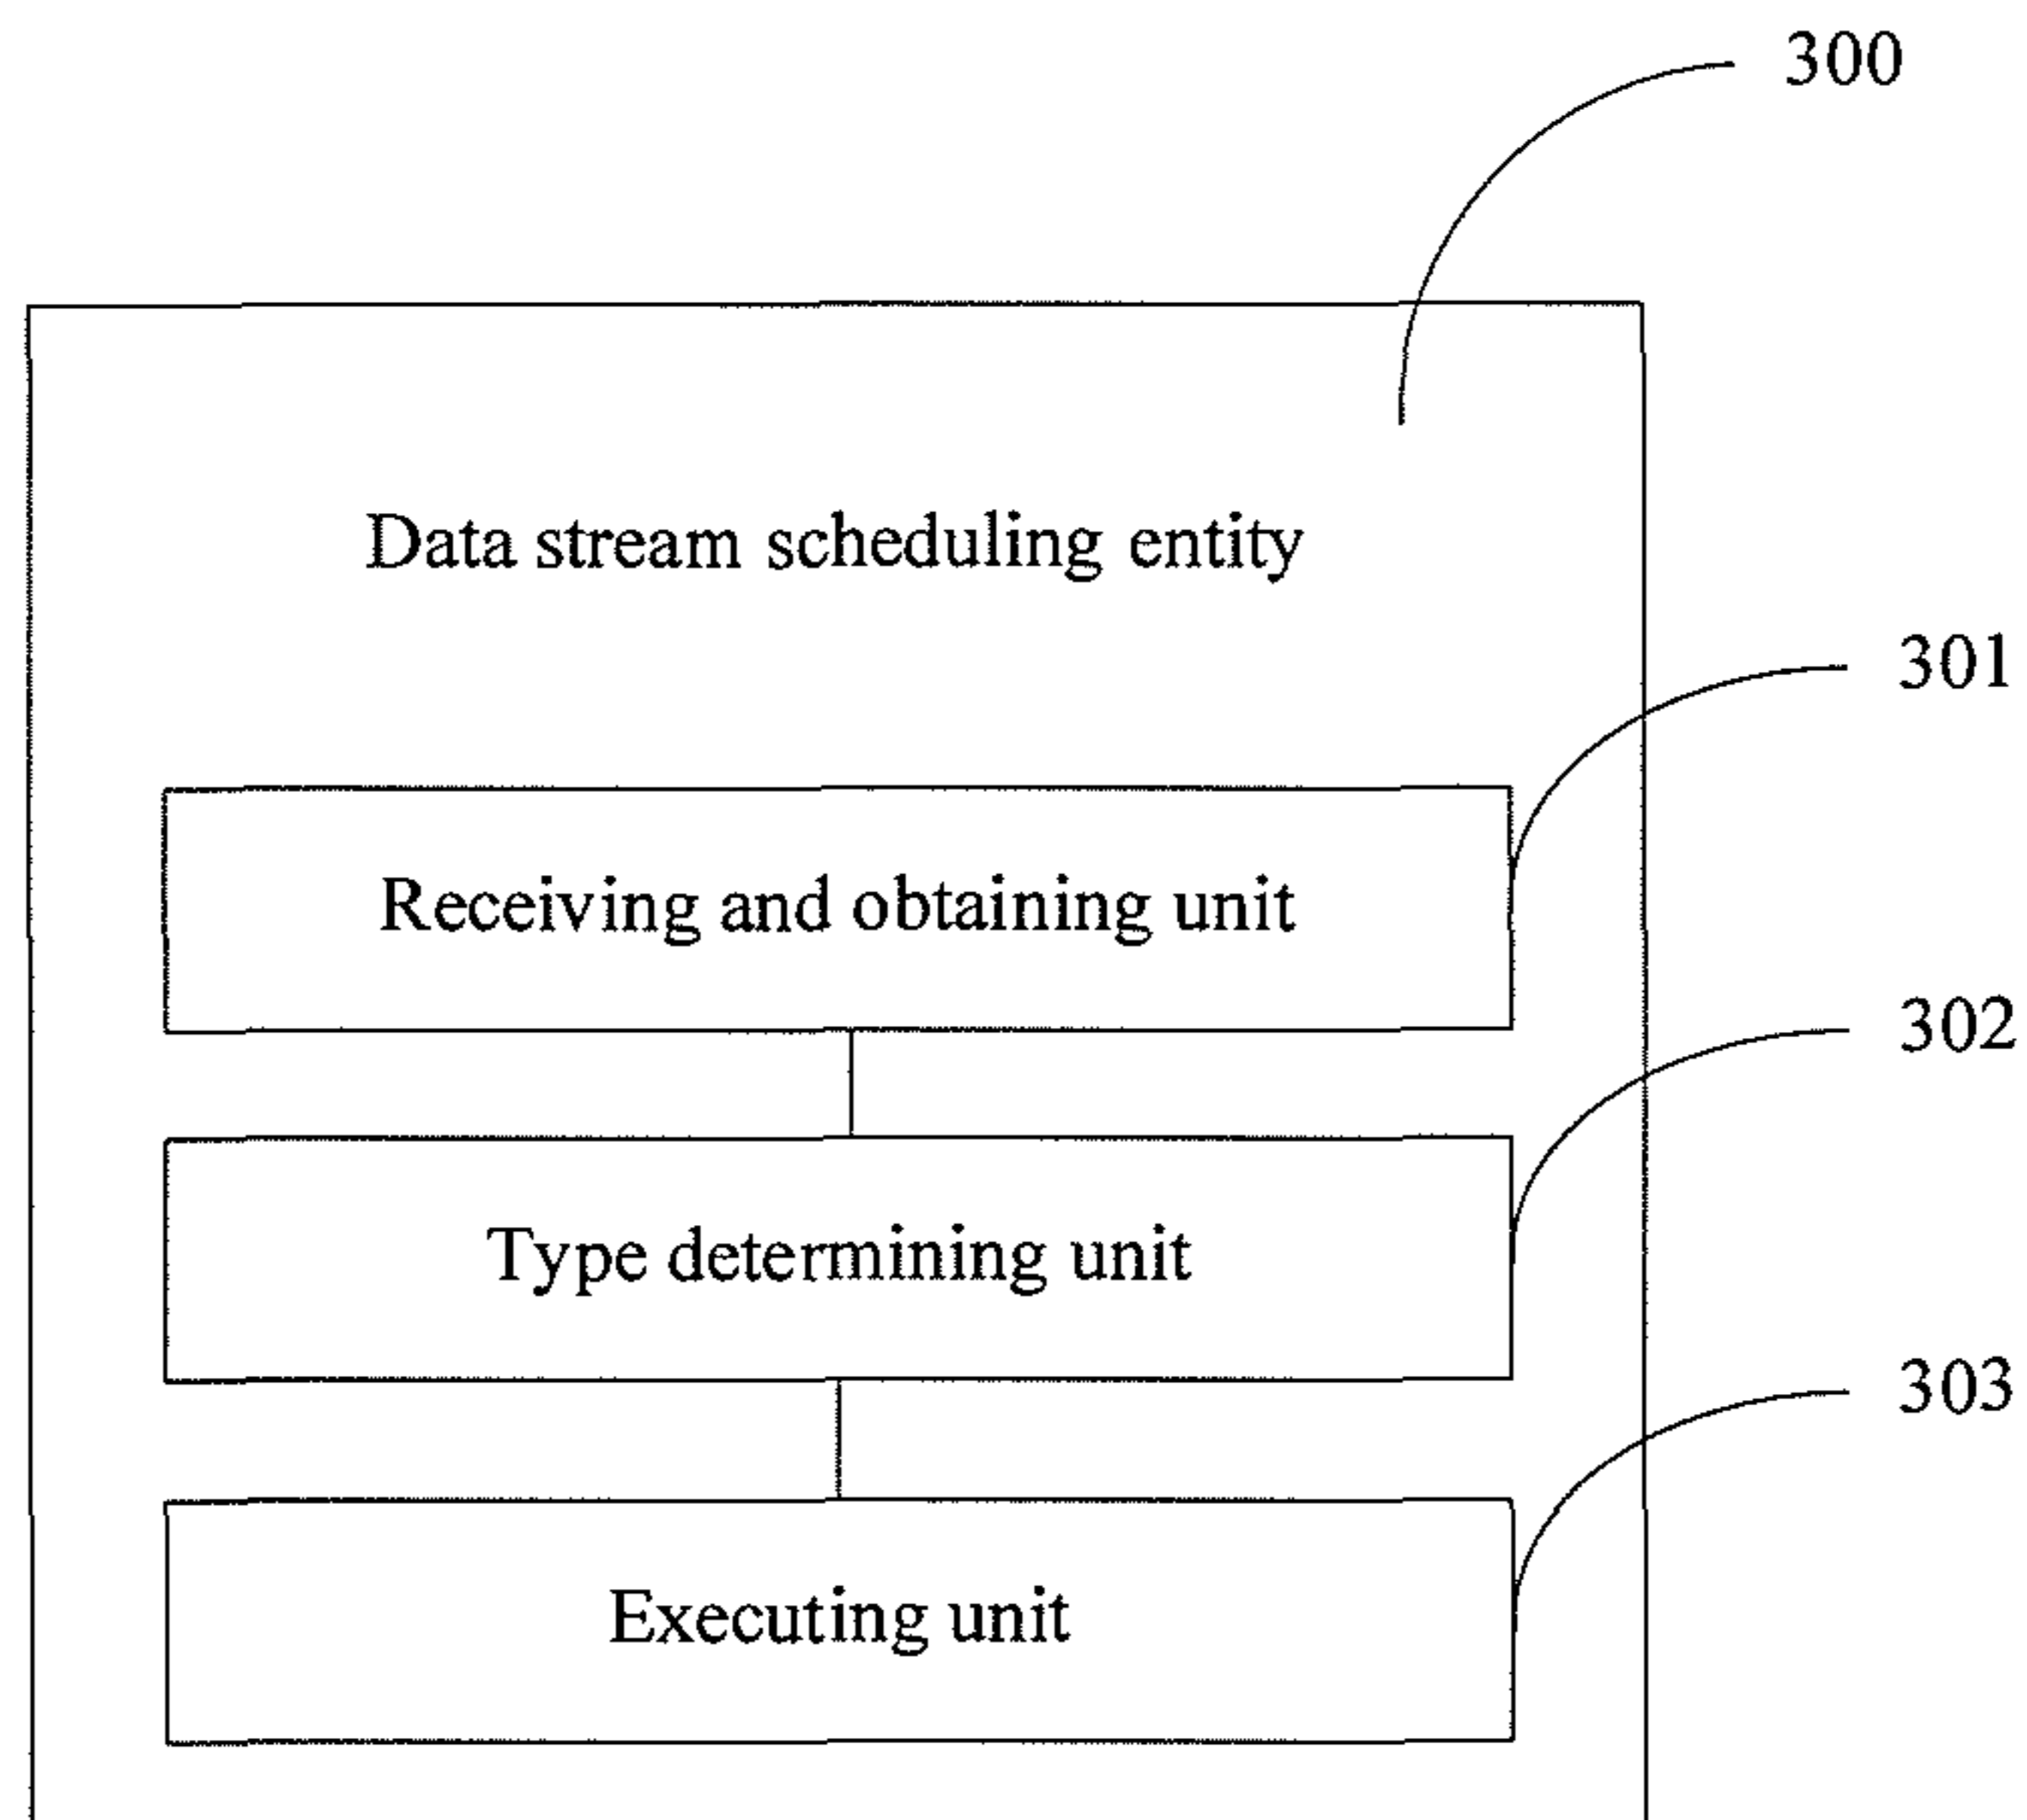 300
Data stream scheduling entity
301
Receiving and obtaining unit
302
Type determining unit
303
Executing unit